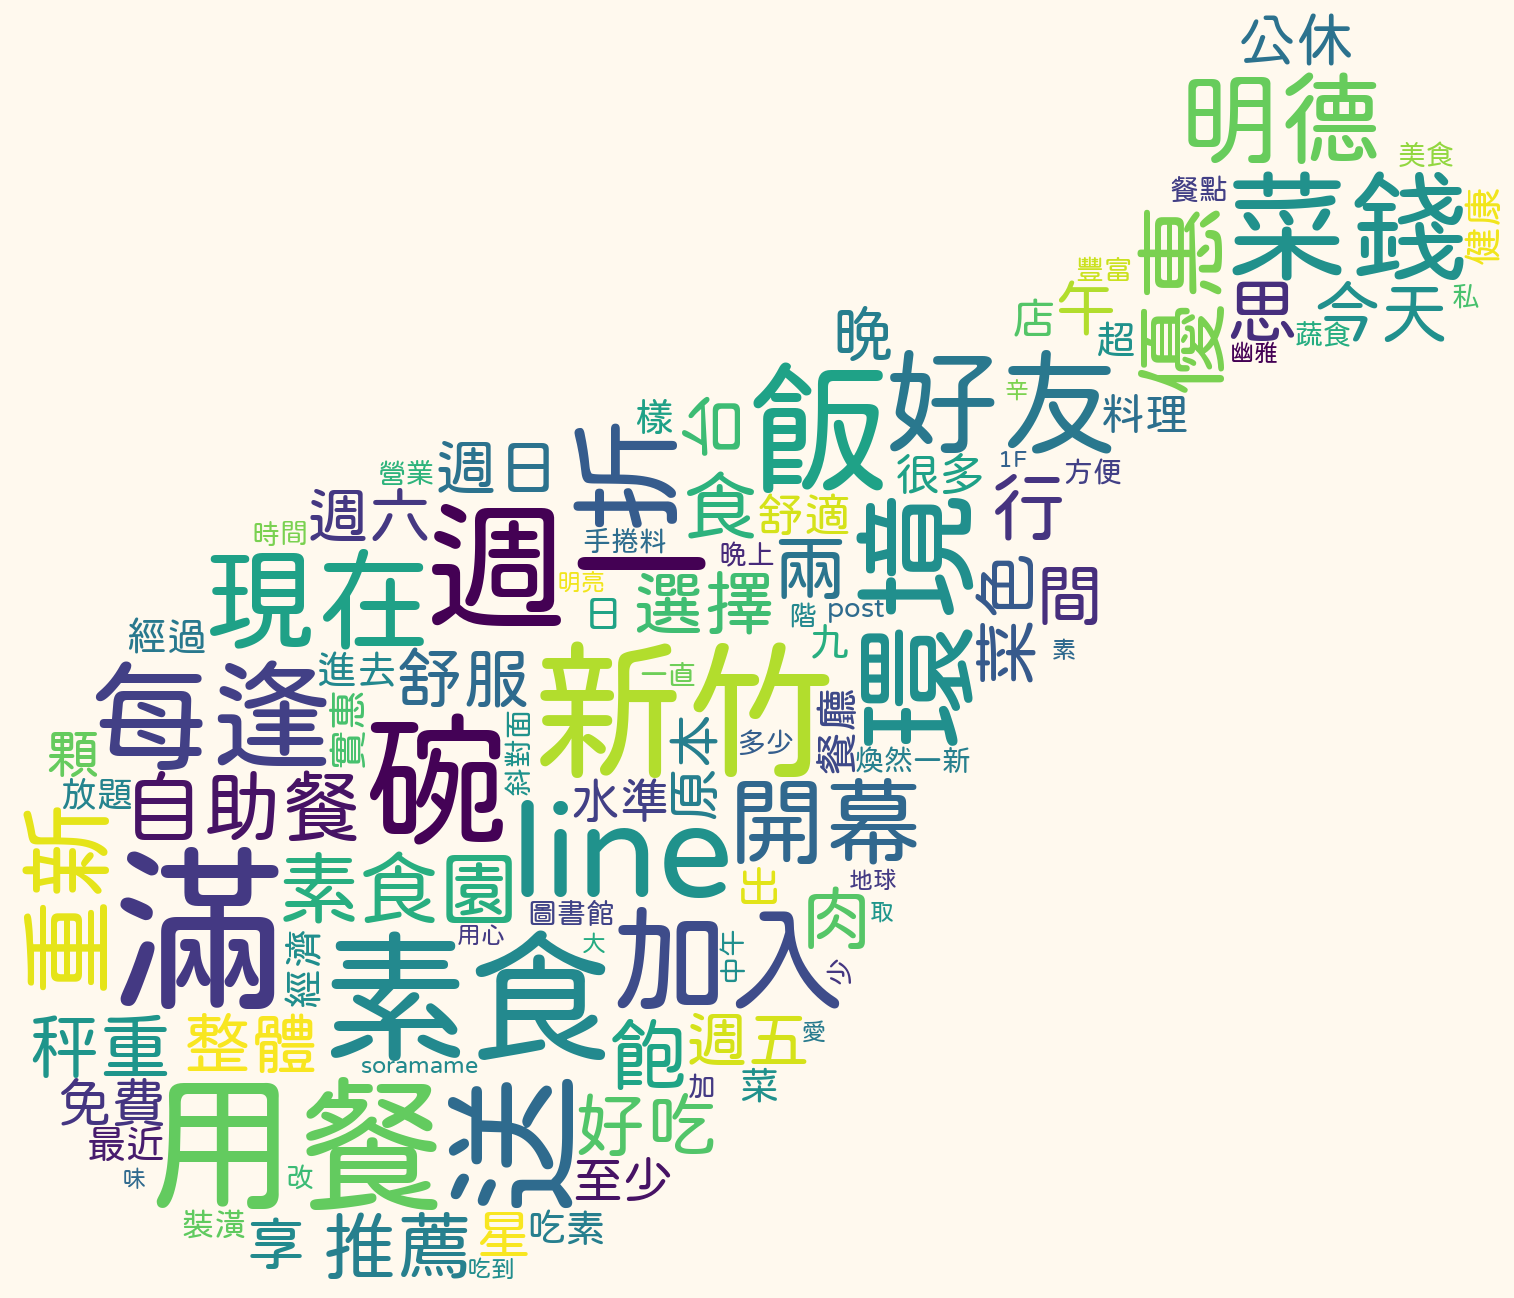 公休
明德
美食
餐點
菜錢
健康
優惠
豐富
思
今天
私
店
午
超
蔬食
幽雅
晚
好友
飯
辛
料理
樣
台
折
週日
營業
很多
1F
方便
週六
食
舒適
行
時間
手捲料
晚上
兩
環境
週一
現在
明亮
日
選擇
階
post
九
菜色
間
素
經過
進去
舒服
新竹
一直
每逢
實惠
碗
斜對面
原本
多少
餐廳
煥然一新
顆
放題
自助餐
水準
開幕
line
重新
滿
素食園
圖書館
出
地球
肉
取
用心
大
加入
中午
少
經濟
素食
秤重
整體
soramame
飽
週五
愛
加
菜
免費
最近
用餐
送
好吃
至少
味
改
裝潢
享
推薦
星
吃素
吃到